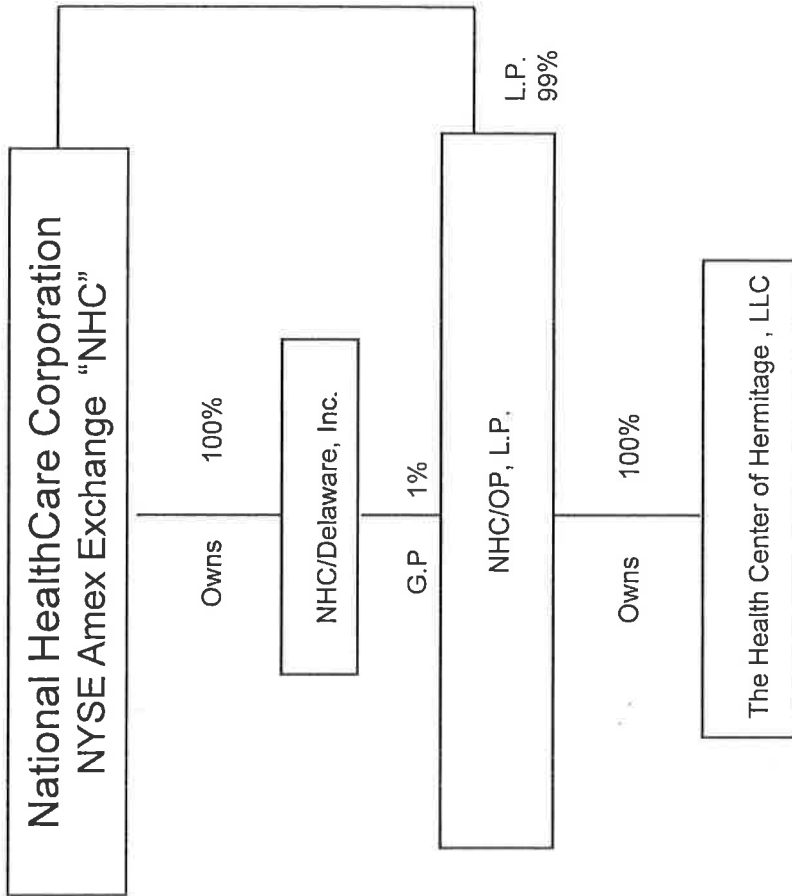 National HealthCare Corporation
NYSE Amex Exchange "NHC"
Owns 100%
NHC/Delaware, Inc.
G.P 1%
L.P.
99%
NHC/OP, L.P.
Owns 100%
The Health Center of Hermitage , LLC